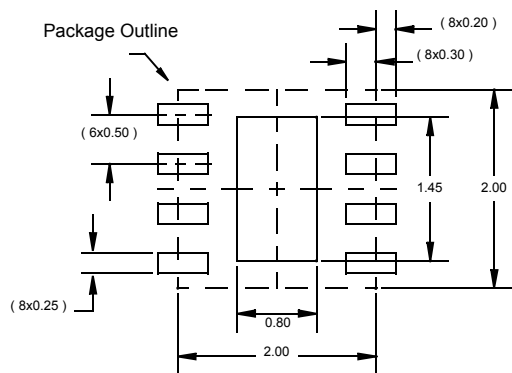 ( 8x0.20 )
Package Outline
( 8x0.30 )
( 6x0.50 )
1.45
2.00
( 8x0.25 )
0.80
2.00